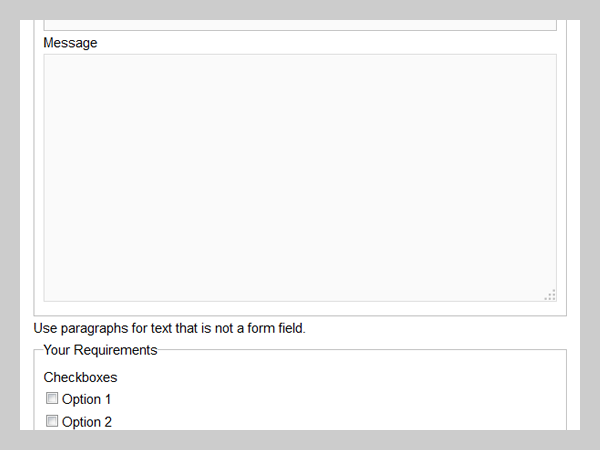 Message
Use paragraphs for text that is not a form field.
Your Requirements
Checkboxes
Option 1
Option 2